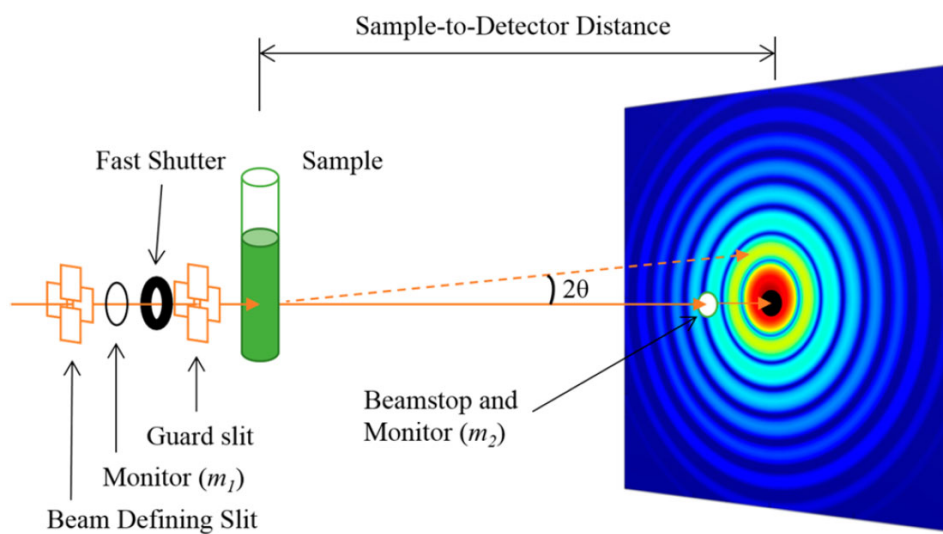 Sample-to-Detector Distance
Fast Shutter
Sample
2θ
Beamstop and
Monitor (m2)
Guard slit
Monitor (m1)
Beam Defining Slit